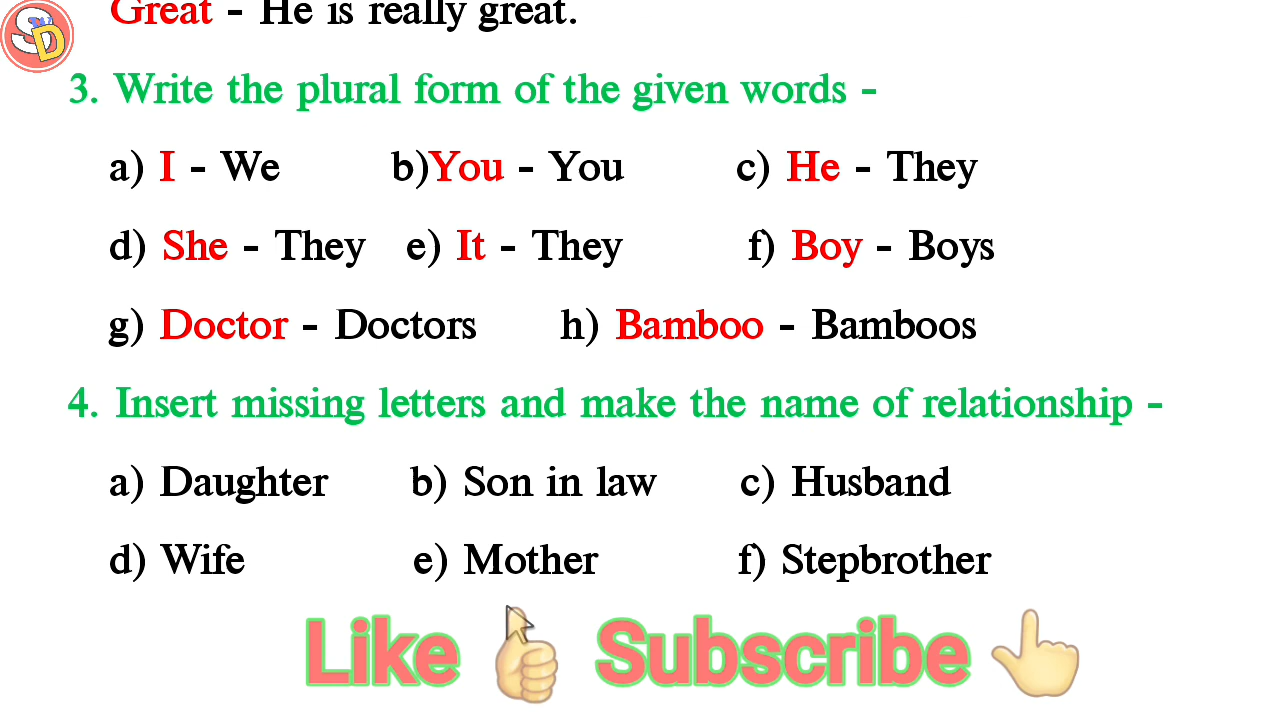 SD
Great - He is really great.
3. Write the plural form of the given words -
a) I - We b)You - You c) He - They
d) She - They e) It - They f) Boy - Boys
g) Doctor - Doctors h) Bamboo - Bamboos
4. Insert missing letters and make the name of relationship -
a) Daughter b) Son in law c) Husband
d) Wife e) Mother f) Stepbrother
Like Subscribe